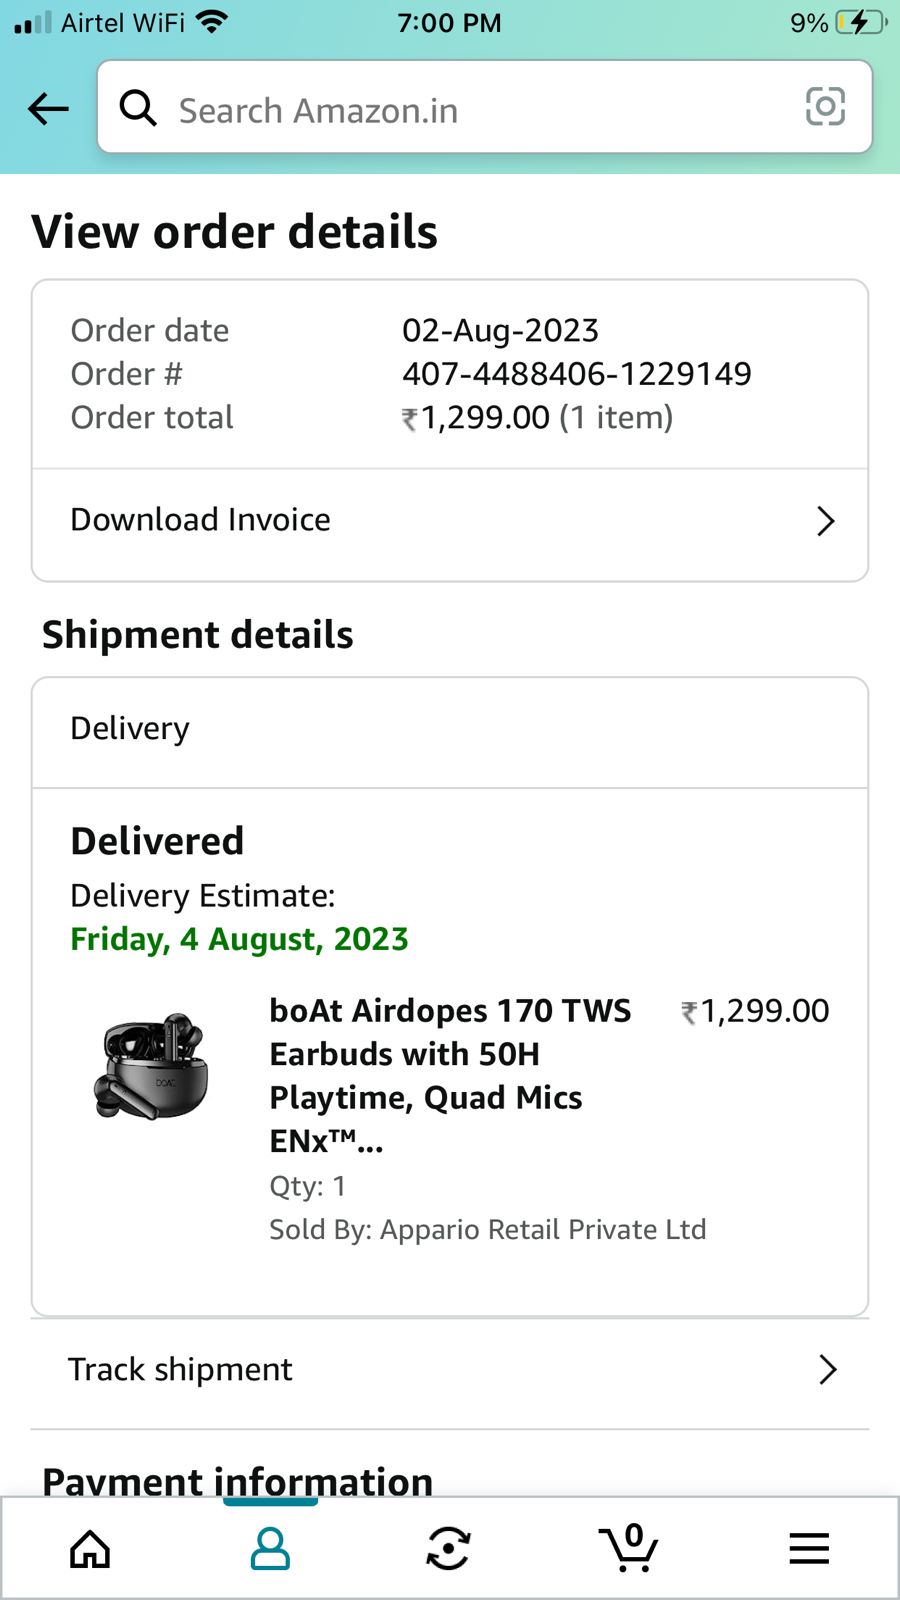 Airtel WiFi 7:00 PM 9%
Search Amazon.in
View order details
Order date 02-Aug-2023
Order # 407-4488406-1229149
Order total ₹1,299.00 (1 item)
Download Invoice
Shipment details
Delivery
Delivered
Delivery Estimate:
Friday, 4 August, 2023
boAt Airdopes 170 TWS ₹1,299.00
Earbuds with 50H
Playtime, Quad Mics
ENx™...
boAt
Qty: 1
Sold By: Appario Retail Private Ltd
Track shipment
Payment information
0